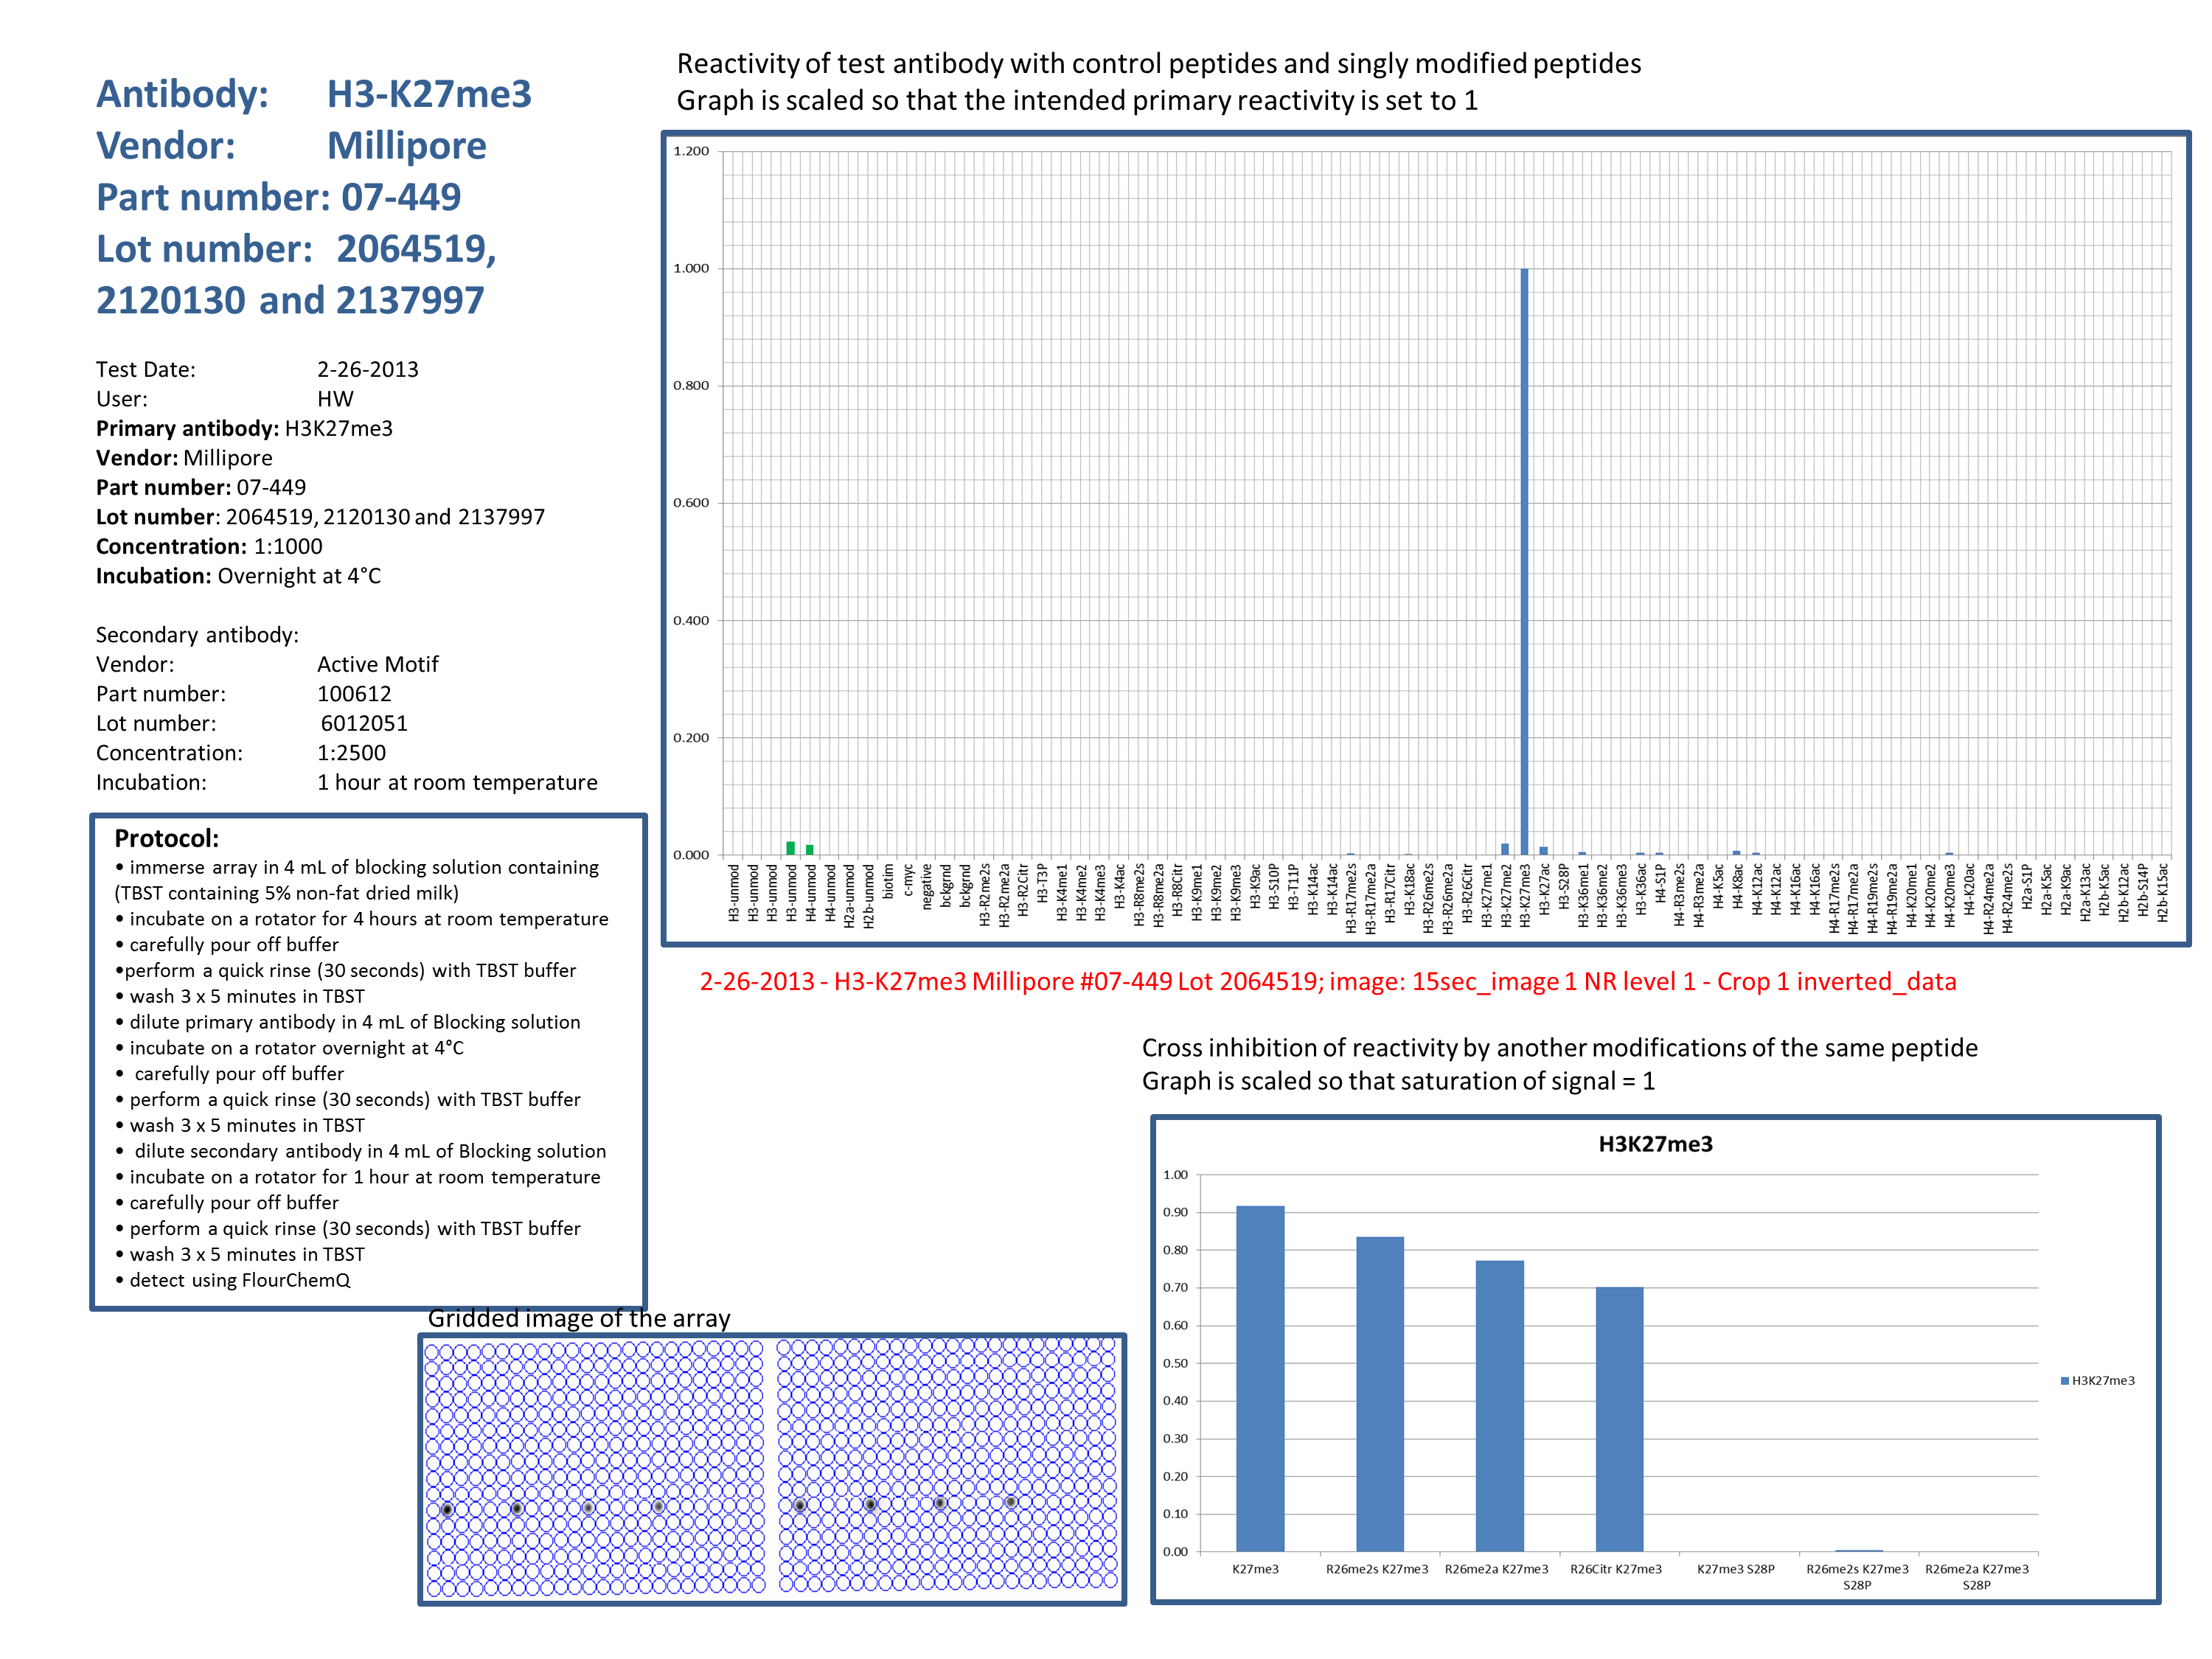 Antibody: H3-K27me3
Vendor: Millipore
Part number: 07-449
Lot number: 2064519,
2120130 and 2137997
Test Date: 2-26-2013
User: HW
Primary antibody: H3K27me3
Vendor: Millipore
Part number: 07-449
Lot number: 2064519, 2120130 and 2137997
Concentration: 1:1000
Incubation: Overnight at 4°C
Secondary antibody:
Vendor: Active Motif
Part number: 100612
Lot number: 6012051
Concentration: 1:2500
Incubation: 1 hour at room temperature
Protocol:
• immerse array in 4 mL of blocking solution containing
(TBST containing 5% non-fat dried milk)
• incubate on a rotator for 4 hours at room temperature
• carefully pour off buffer
•perform a quick rinse (30 seconds) with TBST buffer
• wash 3 x 5 minutes in TBST
• dilute primary antibody in 4 mL of Blocking solution
• incubate on a rotator overnight at 4°C
• carefully pour off buffer
• perform a quick rinse (30 seconds) with TBST buffer
• wash 3 x 5 minutes in TBST
• dilute secondary antibody in 4 mL of Blocking solution
• incubate on a rotator for 1 hour at room temperature
• carefully pour off buffer
• perform a quick rinse (30 seconds) with TBST buffer
• wash 3 x 5 minutes in TBST
• detect using FlourChemQ
Reactivity of test antibody with control peptides and singly modified peptides
Graph is scaled so that the intended primary reactivity is set to 1
1.200
1.000
0.800
0.600
0.400
0.200
0.000
H3-unmod
H3-unmod
H3-unmod
H3-unmod
H4-unmod
H4-unmod
H2a-unmod
H2b-unmod
biotinn
c-myc
negative
bckgrnd
bckgrnd
H3-R2me2s
H3-R2me2a
H3-R2Citr
H3-T3P
H3-K4me1
H3-K4me2
H3-K4me3
H3-K4ac
H3-R8me2s
H3-R8me2a
H3-R8Citr
H3-K9me1
H3-K9me2
H3-K9me3
H3-K9ac
H3-S10P
H3-T11P
H3-K14ac
H3-K14ac
H3-R17me2s
H3-R17me2a
H3-R17Citr
H3-K18ac
H3-R26me2s
H3-R26me2a
H3-R26Citr
H3-K27me1
H3-K27me2
H3-K27me3
H3-K27ac
H3-S28P
H3-K36me1
H3-K36me2
H3-K36me3
H3-K36ac
H4-S1P
H4-R3me2s
H4-R3me2a
H4-K5ac
H4-K8ac
H4-K12ac
H4-K12ac
H4-K16ac
H4-K16ac
H4-R17me2s
H4-R17me2a
H4-R19me2s
H4-R19me2a
H4-K20me1
H4-K20me2
H4-K20me3
H4-K20ac
H4-R24me2a
H4-R24me2s
H2a-S1P
H2a-K5ac
H2a-K9ac
H2a-K13ac
H2b-K5ac
H2b-K12ac
H2b-S14P
H2b-K15ac
2-26-2013 - H3-K27me3 Millipore #07-449 Lot 2064519; image: 15sec_image 1 NR level 1 - Crop 1 inverted_data
Cross inhibition of reactivity by another modifications of the same peptide
Graph is scaled so that saturation of signal = 1
H3K27me3
1.00
0.90
0.80
0.70
0.60
0.50
0.40
0.30
0.20
0.10
0.00
K27me3
R26me2s K27me3
R26me2a K27me3
R26Citr K27me3
K27me3 S28P
R26me2s K27me3
S28P
R26me2a K27me3
S28P
H3K27me3
Gridded image of the array